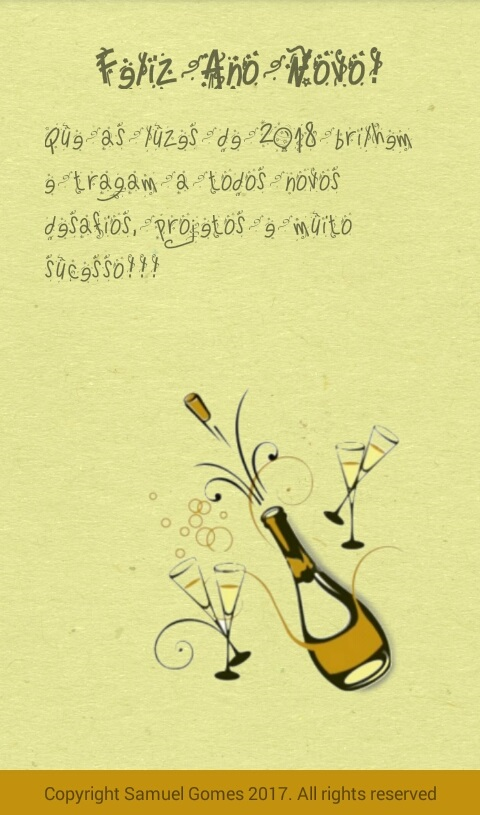 Feliz Ano Novo!
Que as luzes de 2018 brilhem
e tragam a todos novos
desafios, projetos e muito
sucesso!!!
Copyright Samuel Gomes 2017. All rights reserved